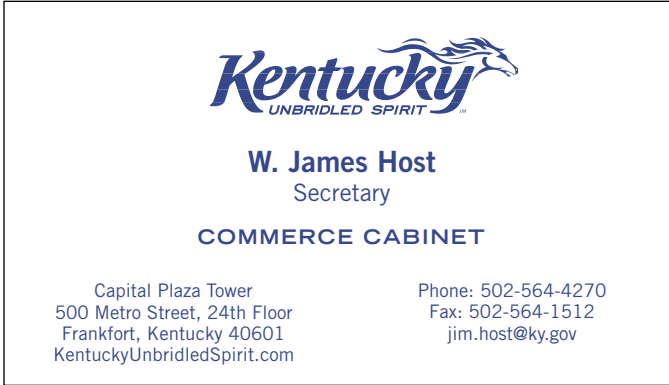 Kentucky
UNBRIDLED SPIRIT ™
W. James Host
Secretary
COMMERCE CABINET
Capital Plaza Tower
500 Metro Street, 24th Floor
Frankfort, Kentucky 40601
KentuckyUnbridledSpirit.com
Phone: 502-564-4270
Fax: 502-564-1512
jim.host@ky.gov